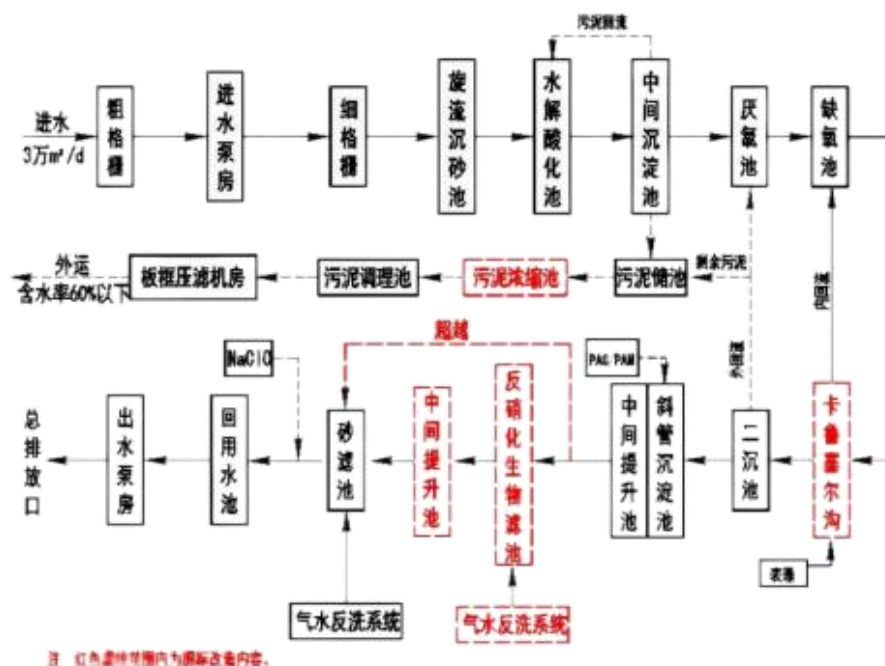 污泥回流
进水
3万m³/d
粗格栅
进水泵房
细格栅
旋流沉砂池
水解酸化池
中间沉淀池
厌氧池
缺氧池
外运
含水率60%以下
板框压滤机房
污泥调理池
污泥浓缩池
污泥储池
剩余污泥
内回流
外回流
超越
NaClO
PAC/PAM
总排放口
出水泵房
回用水池
砂滤池
中间提升池
反硝化生物滤池
中间提升池
斜管沉淀池
二沉池
卡鲁塞尔沟
气水反洗系统
气水反洗系统